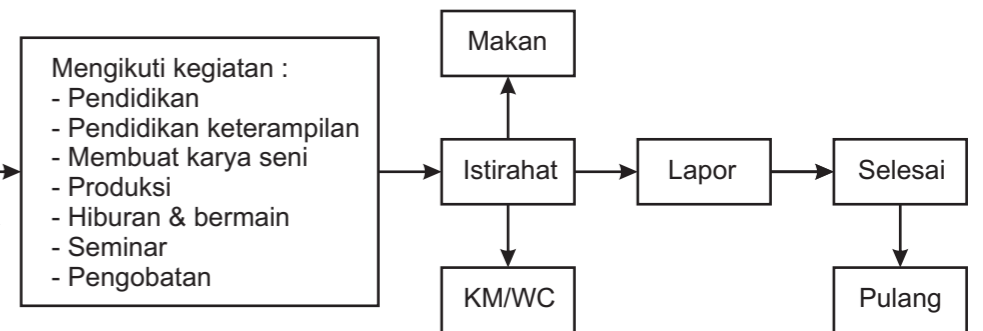 Mengikuti kegiatan :
- Pendidikan
- Pendidikan keterampilan
- Membuat karya seni
- Produksi
- Hiburan & bermain
- Seminar
- Pengobatan
Makan
Istirahat
KM/WC
Lapor
Selesai
Pulang